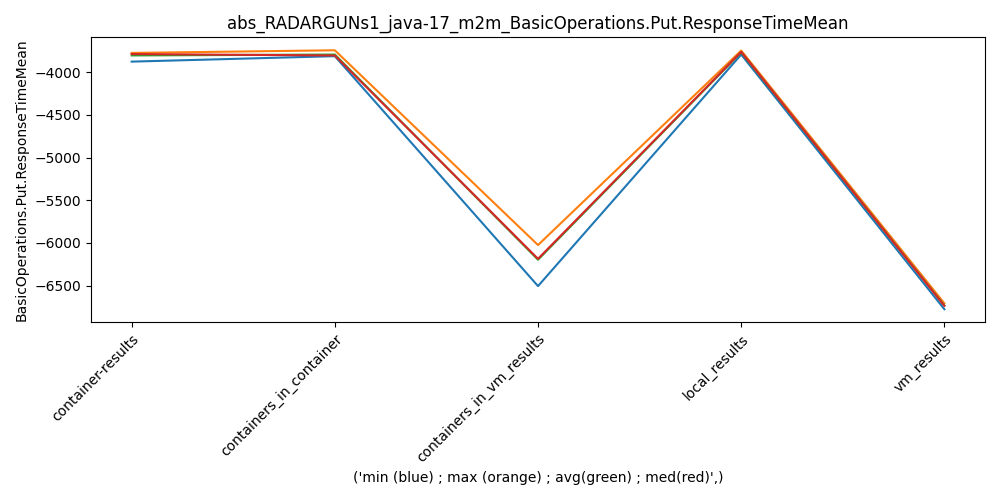 abs_RADARGUNs1_java-17_m2m_BasicOperations.Put.ResponseTimeMean
BasicOperations.Put.ResponseTimeMean
−4000
−4500
−5000
−5500
−6000
−6500
container-results
containers_in_container
containers_in_vm_results
local_results
vm_results
('min (blue) ; max (orange) ; avg(green) ; med(red)',)